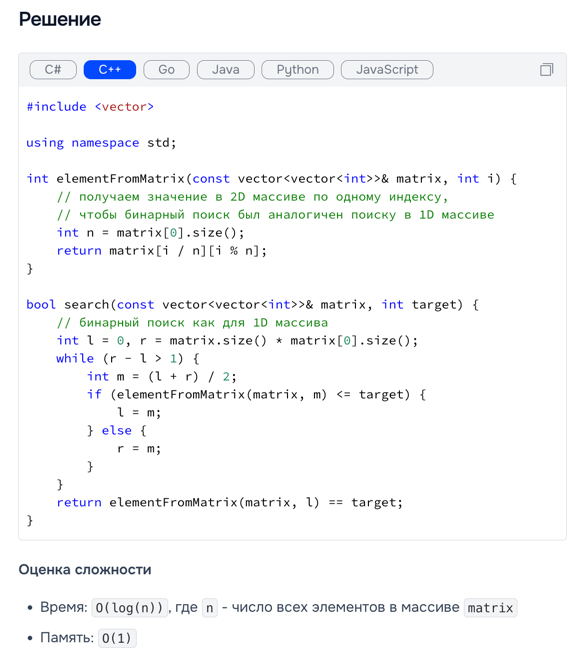 Решение
C# C++ Go Java Python JavaScript
#include <vector>
using namespace std;
int elementFromMatrix(const vector<vector<int>>& matrix, int i) {
    // получаем значение в 2D массиве по одному индексу,
    // чтобы бинарный поиск был аналогичен поиску в 1D массиве
    int n = matrix[0].size();
    return matrix[i / n][i % n];
}
bool search(const vector<vector<int>>& matrix, int target) {
    // бинарный поиск как для 1D массива
    int l = 0, r = matrix.size() * matrix[0].size();
    while (r - l > 1) {
        int m = (l + r) / 2;
        if (elementFromMatrix(matrix, m) <= target) {
            l = m;
        } else {
            r = m;
        }
    }
    return elementFromMatrix(matrix, l) == target;
}
Оценка сложности
• Время: O(log(n)), где n - число всех элементов в массиве matrix
• Память: O(1)